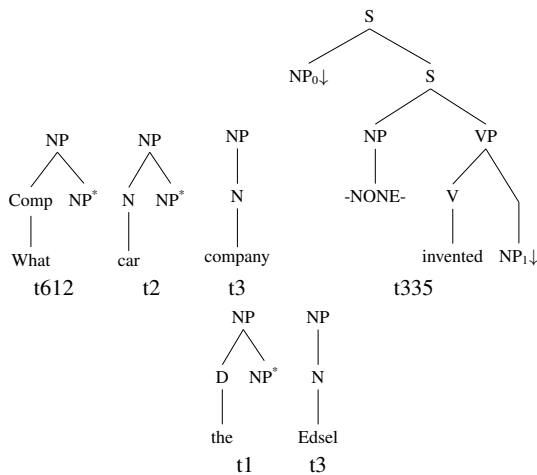 S
NP₀↓ S
NP NP NP NP VP
Comp NP* N NP* N -NONE- V
What car company invented NP₁↓
t612 t2 t3 t335
NP NP
D NP* N
the Edsel
t1 t3